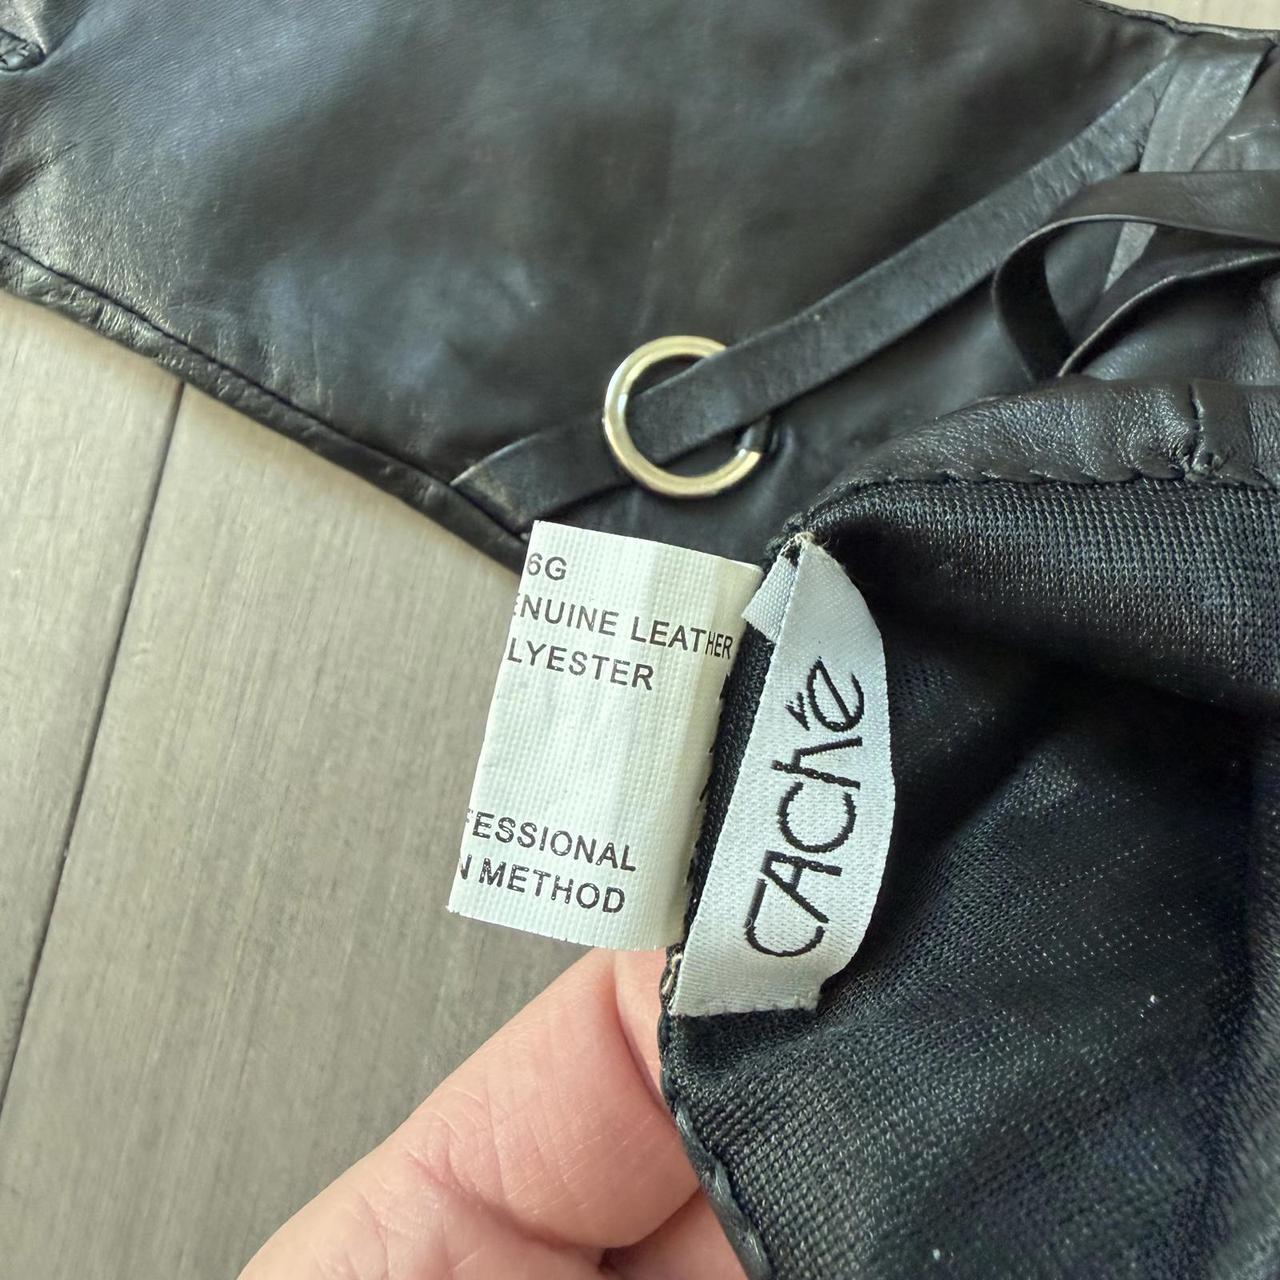 6G
ENUINE LEATHER
LYESTER
FESSIONAL
N METHOD
Caché